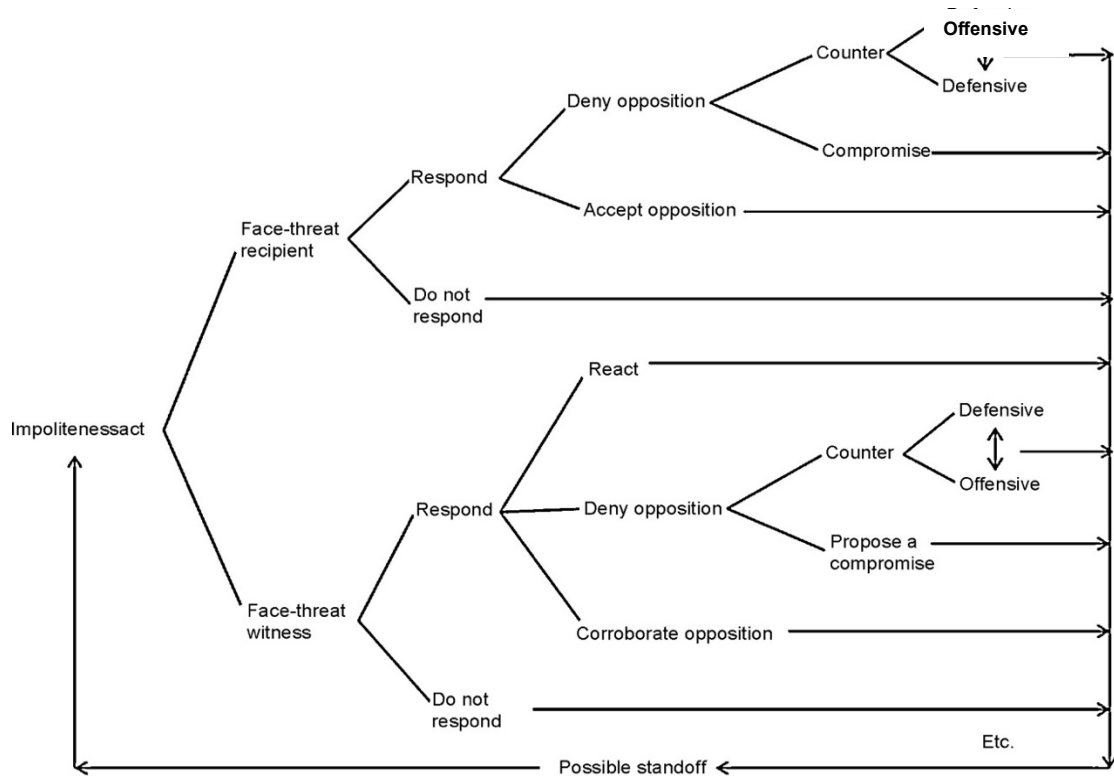 Offensive
Counter
Defensive
Deny opposition
Compromise
Respond
Accept opposition
Face-threat
recipient
Do not
respond
React
Impolitenessact
Defensive
Counter
Offensive
Respond
Deny opposition
Propose a
compromise
Face-threat
witness
Corroborate opposition
Do not
respond
Etc.
Possible standoff